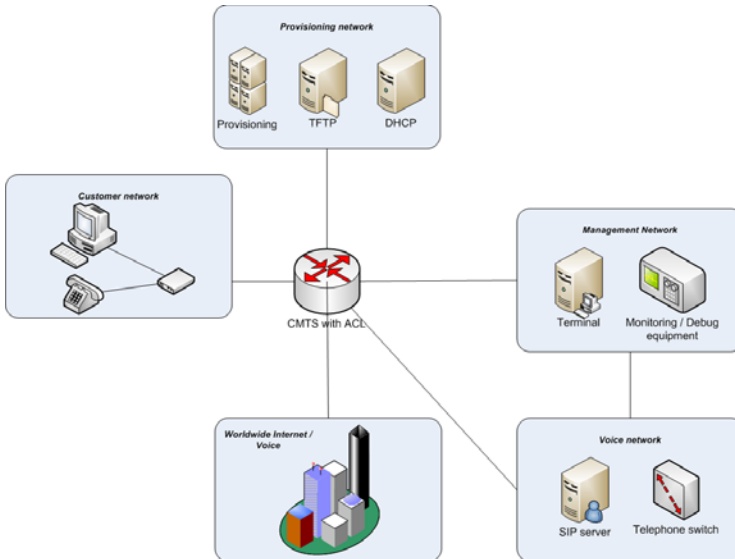 Provisioning network
Provisioning
TFTP
DHCP
Customer network
CMTS with ACL
Management Network
Terminal
Monitoring / Debug
equipment
Worldwide Internet /
Voice
Voice network
SIP server
Telephone switch